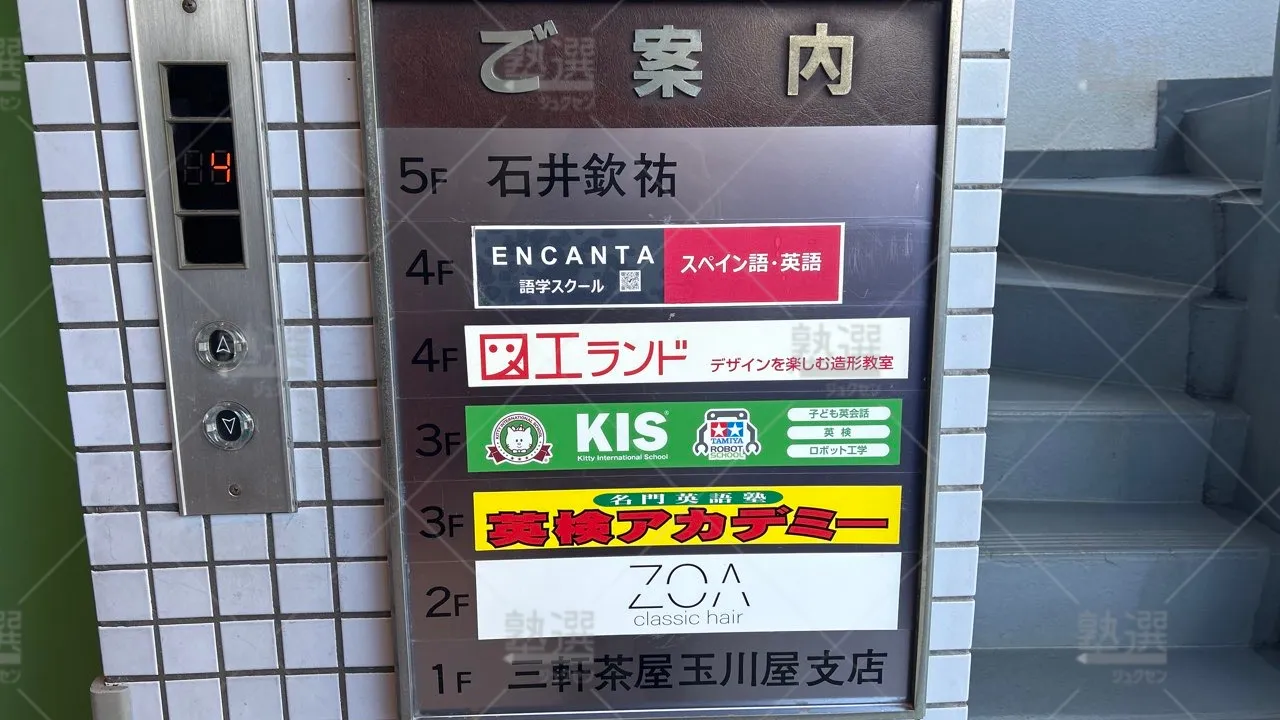 4
ご案内
5F 石井欽祐
4F ENCANTA スペイン語・英語
語学スクール
4F 図工ランド デザインを楽しむ造形教室
3F KIS 子ども英会話
Kitty International School
TAMIYA 英検
ROBOT
SCHOOL ロボット工学
3F 名門英語塾
英検アカデミー
2F ZOA
classic hair
1F 三軒茶屋玉川屋支店
塾選
ジュクセン